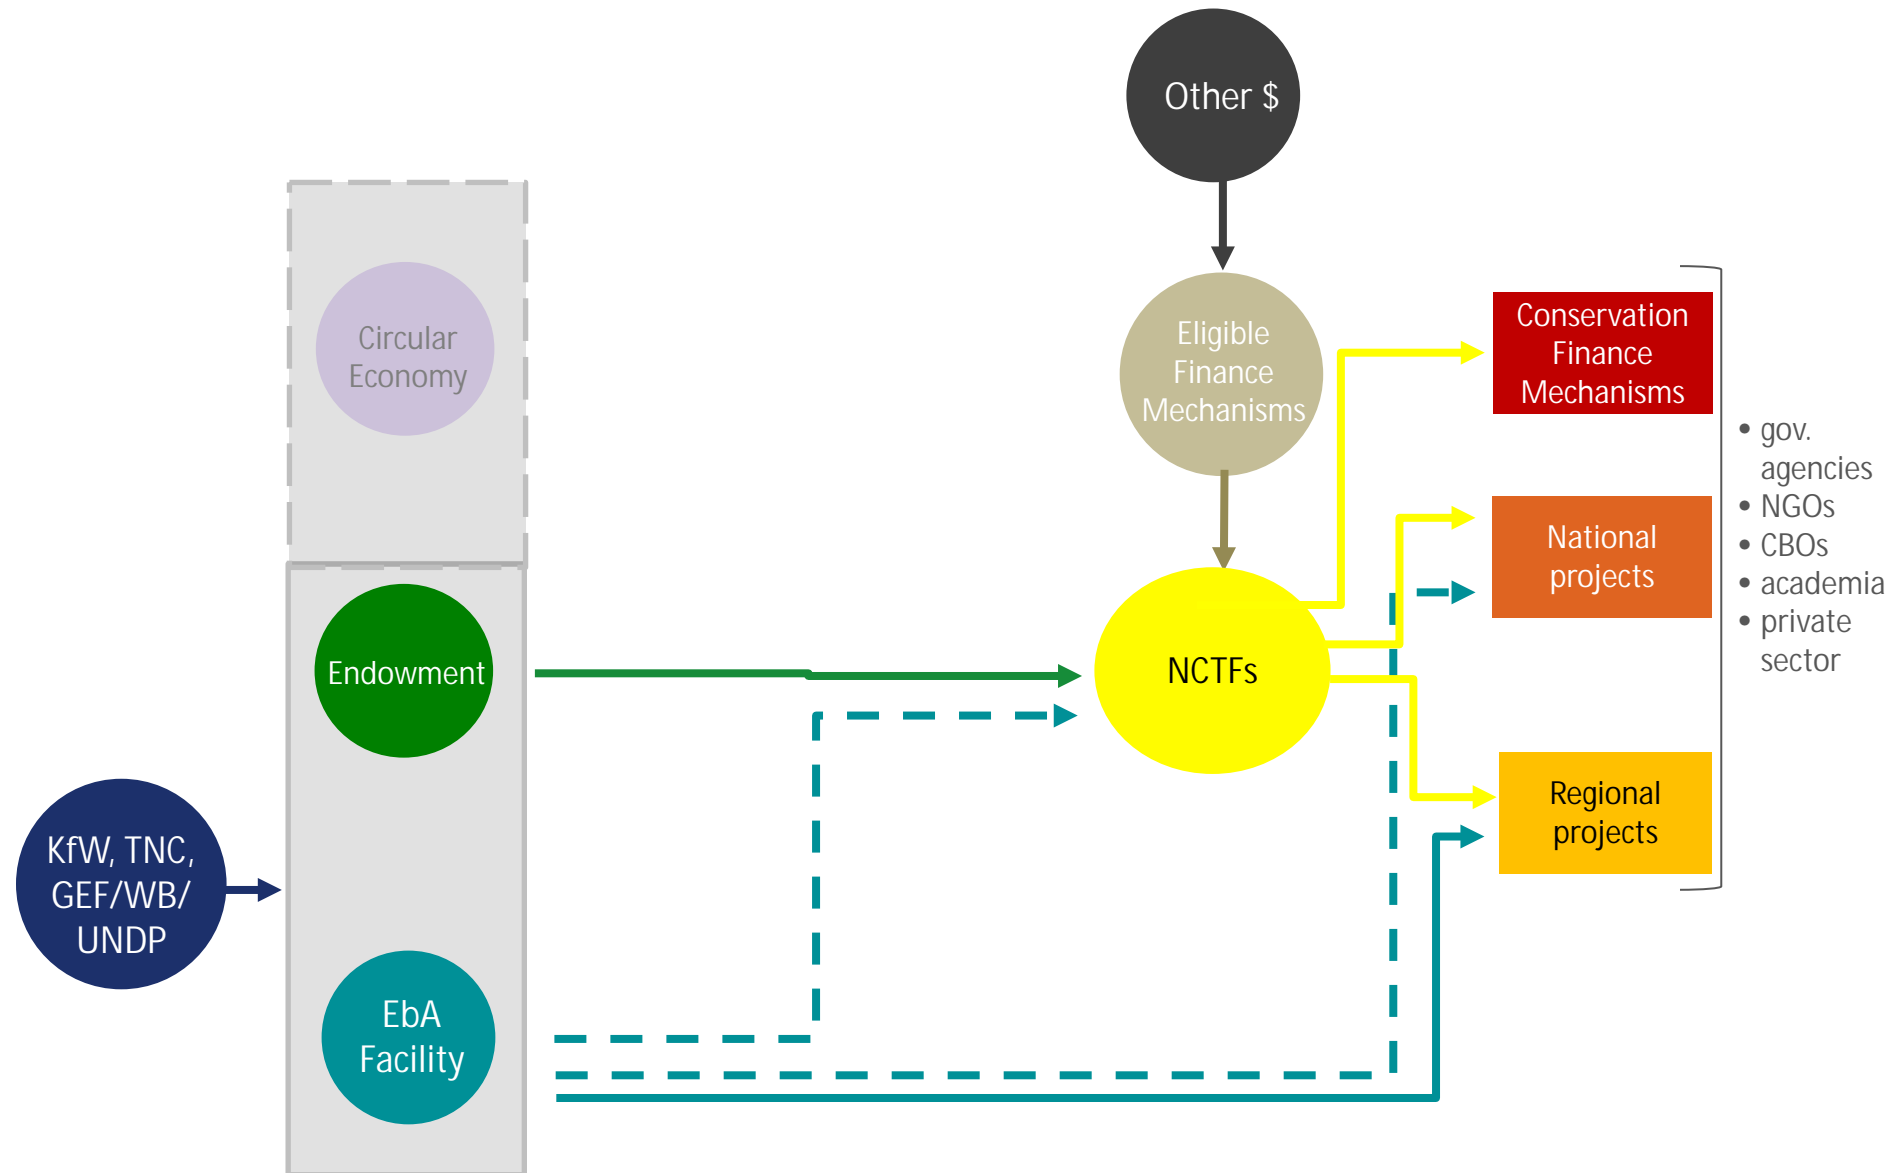 Other $
Circular
Economy
Eligible
Finance
Mechanisms
Conservation
Finance
Mechanisms
• gov.
agencies
• NGOs
• CBOs
• academia
• private
sector
National
projects
Endowment
NCTFs
Regional
projects
KfW, TNC,
GEF/WB/
UNDP
EbA
Facility